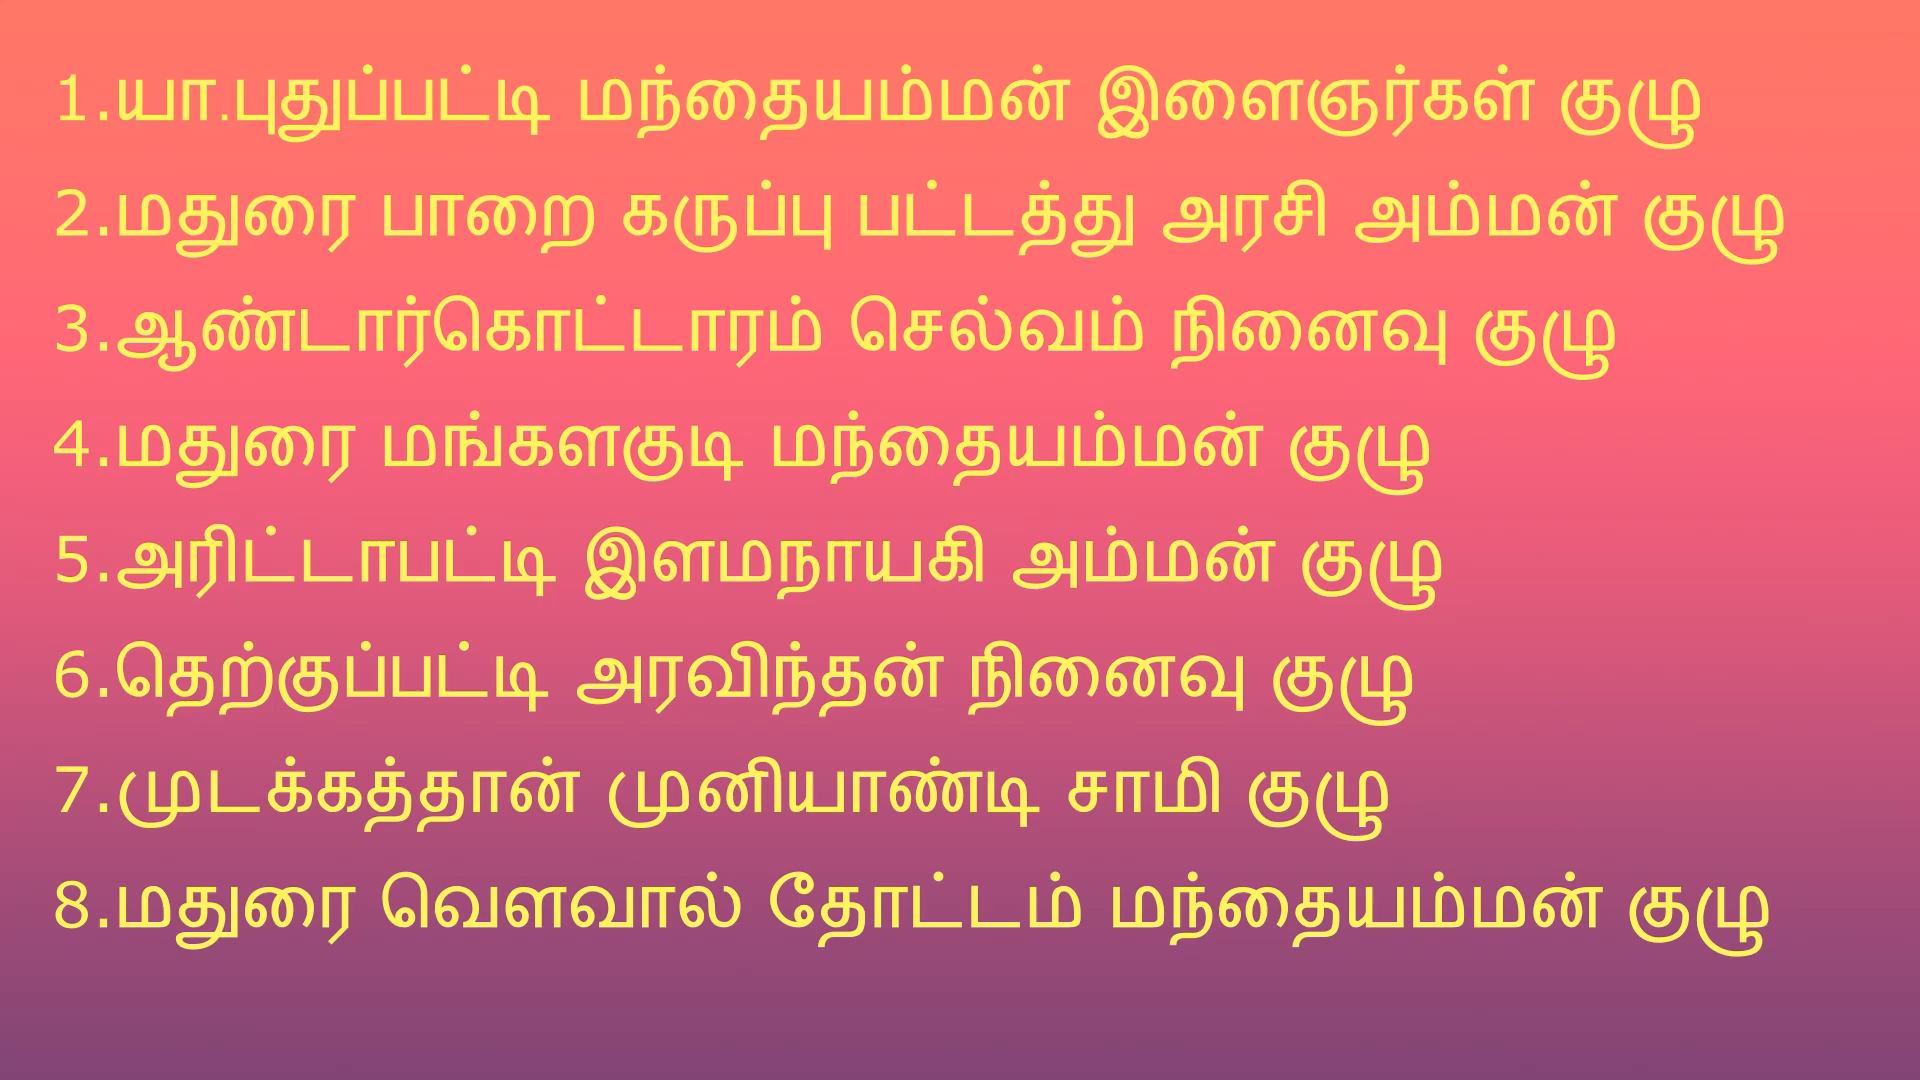 1.யா.புதுப்பட்டி மந்தையம்மன் இளைஞர்கள் குழு
2.மதுரை பாறை கருப்பு பட்டத்து அரசி அம்மன் குழு
3.ஆண்டார்கொட்டாரம் செல்வம் நினைவு குழு
4.மதுரை மங்களகுடி மந்தையம்மன் குழு
5.அரிட்டாபட்டி இளமநாயகி அம்மன் குழு
6.தெற்குப்பட்டி அரவிந்தன் நினைவு குழு
7.முடக்கத்தான் முனியாண்டி சாமி குழு
8.மதுரை வௌவால் தோட்டம் மந்தையம்மன் குழு